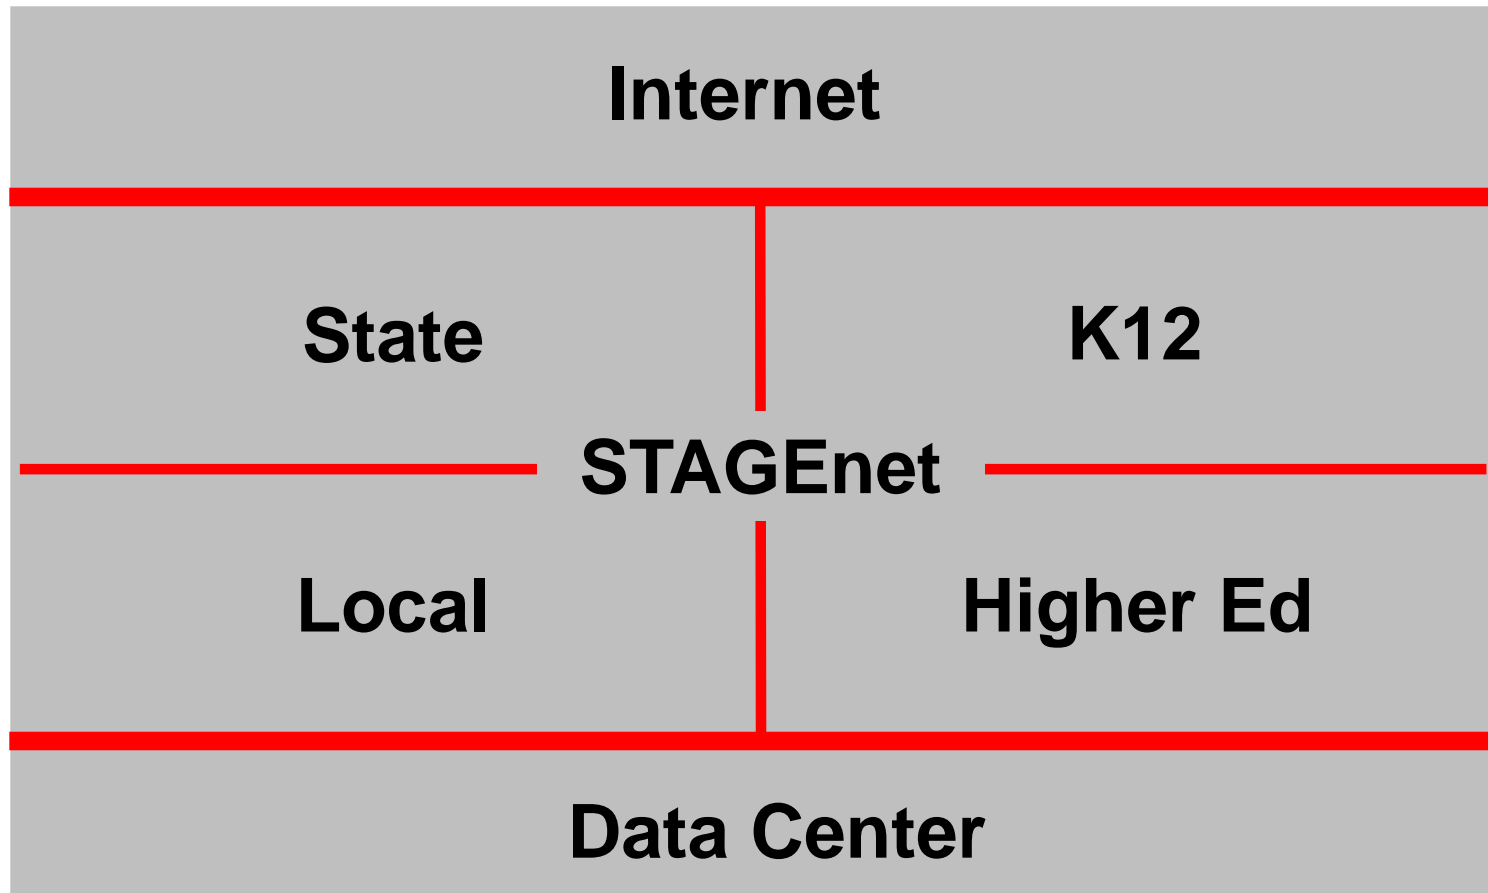 Internet
State
K12
STAGEnet
Local
Higher Ed
Data Center